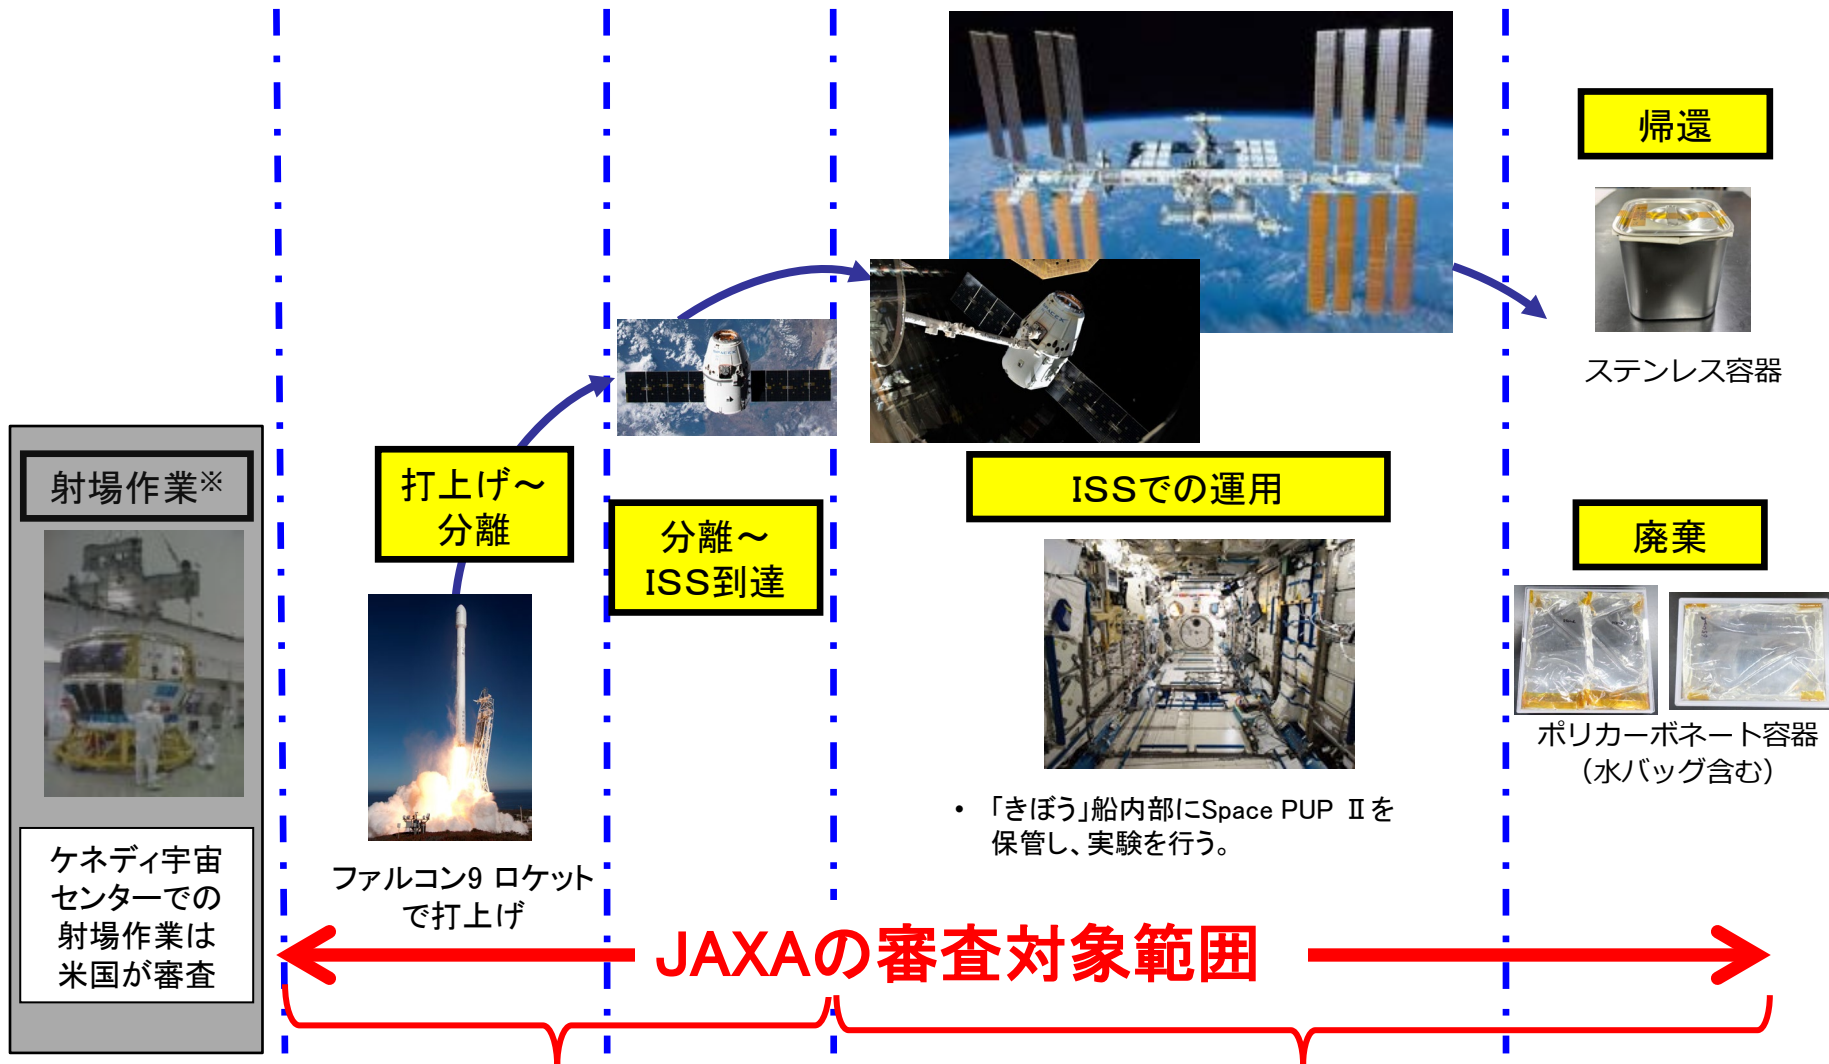 射場作業※
ケネディ宇宙
センターでの
射場作業は
米国が審査
打上げ～
分離
ファルコン9 ロケット
で打上げ
分離～
ISS到達
ISSでの運用
• 「きぼう」船内部にSpace PUP Ⅱを
保管し、実験を行う。
帰還
ステンレス容器
廃棄
ポリカーボネート容器
（水バッグ含む）
JAXAの審査対象範囲